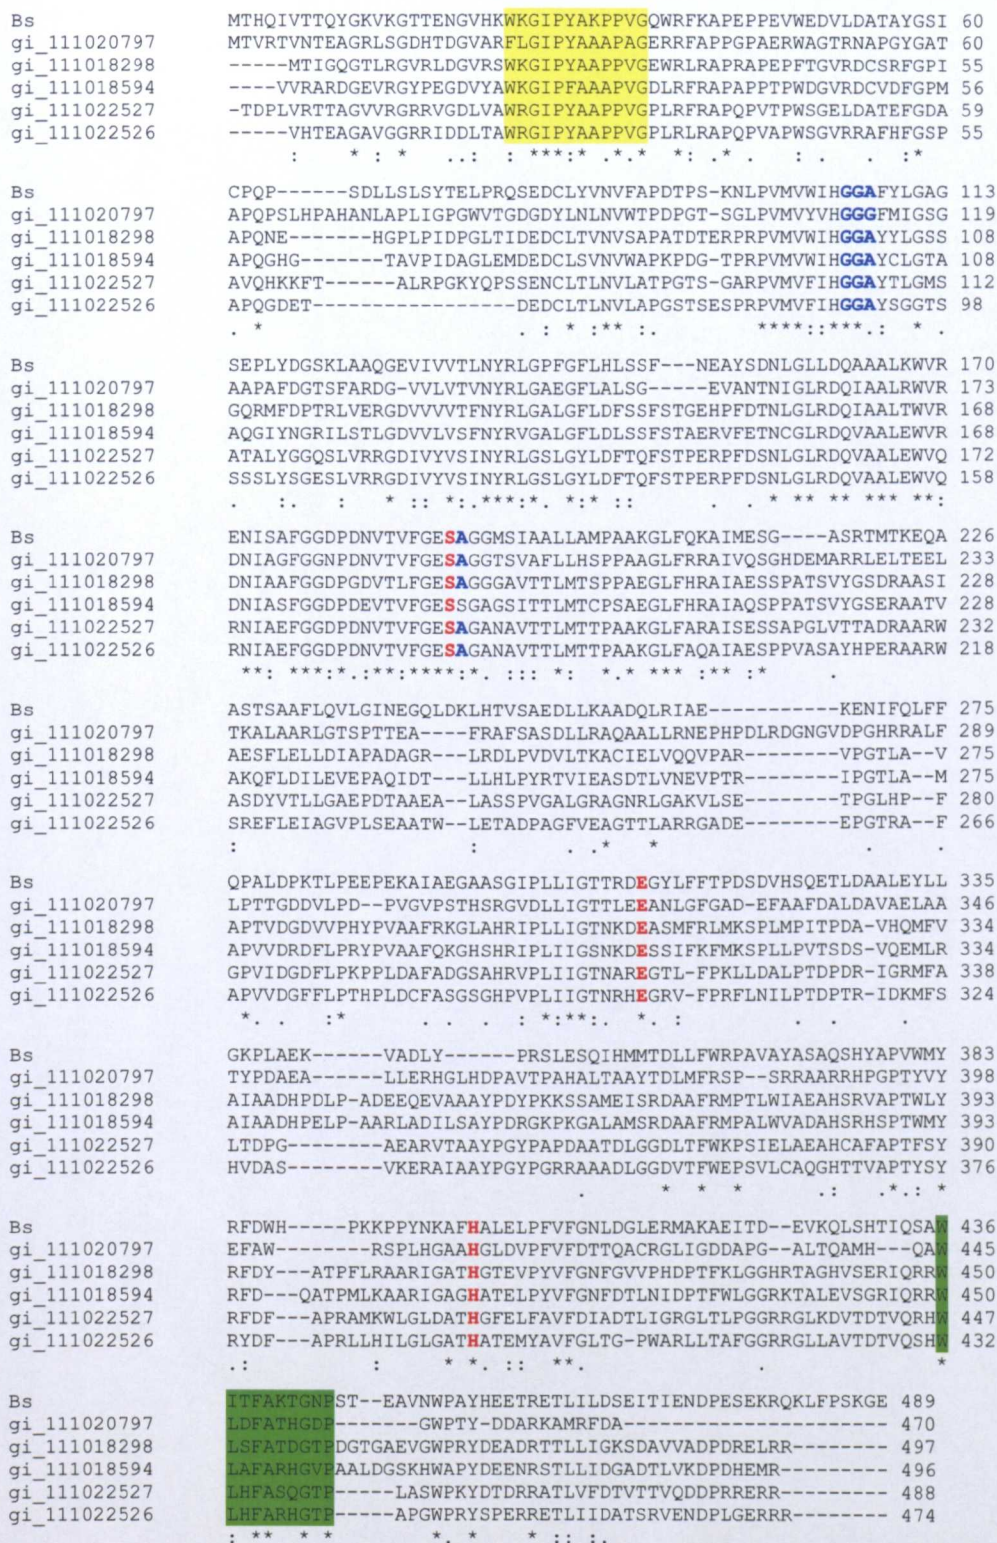 Bs MTHQIVTTQYGKVKGTTENGVHKWKGIPYAKPPVGQWRFKAPEPPEVWEDVLDATAYGSI 60
gi_111020797 MTVRTVNTEAGRLSGDHTDGVARFLGIPYAAAPAGERRFAPPGPAERWAGTRNAPGYGAT 60
gi_111018298 -----MTIGQGTLRGVRLDGVRSWKGIPYAAPPVGEWRLRAPRAPEPFTGVRDCSRFGPI 55
gi_111018594 ----VVRARDGEVRGYPEGDVYAWKGIPFAAAPVGDLRFRAPAPPTPWDGVRDCVDFGPM 56
gi_111022527 -TDPLVRTTAGVVRGRRVGDLVAWRGIPYAAPPVGPLRFRAPQPVTPWSGELDATEFGDA 59
gi_111022526 -----VHTEAGAVGGRRIDDLTAWRGIPYAAPPVGPLRLRAPQPVAPWSGVRRAFHFGSP 55
: * : * ..: : ***:* *.* *: .* . : . :*
Bs CPQP------SDLLSLSYTELPRQSEDCLYVNVFAPDTPS-KNLPVMVWIHGGAFYLGAG 113
gi_111020797 APQPSLHPAHANLAPLIGPGWVTGDGDYLNLNVWTPDPGT-SGLPVMVYVHGGGFMIGSG 119
gi_111018298 APQNE-------HGPLPIDPGLTIDEDCLTVNVSAPATDTERPRPVMVWIHGGAYYLGSS 108
gi_111018594 APQGHG-------TAVPIDAGLEMDEDCLSVNVWAPKPDG-TPRPVMVWIHGGAYCLGTA 108
gi_111022527 AVQHKKFT------ALRPGKYQPSSENCLTLNVLATPGTS-GARPVMVFIHGGAYTLGMS 112
gi_111022526 APQGDET-----------------DEDCLTLNVLAPGSTSESPRPVMVFIHGGAYSGGTS 98
. * . : * :** :. ****::***.: * .
Bs SEPLYDGSKLAAQGEVIVVTLNYRLGPFGFLHLSSF---NEAYSDNLGLLDQAAALKWVR 170
gi_111020797 AAPAFDGTSFARDG-VVLVTVNYRLGAEGFLALSG-----EVANTNIGLRDQIAALRWVR 173
gi_111018298 GQRMFDPTRLVERGDVVVVTFNYRLGALGFLDFSSFSTGEHPFDTNLGLRDQIAALTWVR 168
gi_111018594 AQGIYNGRILSTLGDVVLVSFNYRVGALGFLDLSSFSTAERVFETNCGLRDQVAALEWVR 168
gi_111022527 ATALYGGQSLVRRGDIVYVSINYRLGSLGYLDFTQFSTPERPFDSNLGLRDQVAALEWVQ 172
gi_111022526 SSSLYSGESLVRRGDIVYVSVNYRLGSLGYLDFTQFSTPERPFDSNLGLRDQVAALEWVQ 158
. : : * :: *: ***:* *:* :: * ** ** *** **:
Bs ENISAFGGDPDNVTVFGESAGGMSIAALLAMPAAKGLFQKAIMESG----ASRTMTKEQA 226
gi_111020797 DNIAGFGGNPDNVTVFGESAGGTSVAFLLHSPPAAGLFRRAIVQSGHDEMARRLELTEEL 233
gi_111018298 DNIAAFGGDPGDVTLFGESAGGGAVTTLMTSPPAKGLFHRAIAESSPATSVYGSDRAASI 228
gi_111018594 DNIASFGGDPDEVTVFGESSGAGSITTLMTCPSAEGLFHRAIAQSPPATSVYGSERAATV 228
gi_111022527 RNIAEFGGDPDNVTVFGESAGANAVTTLMTTPAAKGLFARAISESSAPGLVTTADRAARW 232
gi_111022526 RNIAEFGGDPDNVTVFGESAGANAVTTLMTTPAAKGLFAQAIAESPPVASAYHPERAARW 218
**: ***:*.:**:****:*. ::: *: *.* *** :** :* .
Bs ASTSAAFLQVLGINEGQLDKLHTVSAEDLLKAADQLRIAE----------KENIFQLFF 275
gi_111020797 TKALAARLGTSPTTEA---FRAFSASDLLRAQAALLRNEPHPDLRDGNGVDPGHRRALF 289
gi_111018298 AESFLELLDIAPADAGR---LRDLPVDVLTKACIELVQQVPAR-------VPGTLA--V 275
gi_111018594 AKQFLDILEVEPAQIDT---LLHLPYRTVIEASDTLVNEVPTR-------IPGTLA--M 275
gi_111022527 ASDYVTLLGAEPDTAAEA--LASSPVGALGRAGNRLGAKVLSE-------TPGLHP--F 280
gi_111022526 SREFLEIAGVPLSEAATW--LETADPAGFVEAGTTLARRGADE-------EPGTRA--F 266
: : . .* * . .
Bs QPALDPKTLPEEPEKAIAEGAASGIPLLIGTTRDEGYLFFTPDSDVHSQETLDAALEYLL 335
gi_111020797 LPTTGDDVLPD--PVGVPSTHSRGVDLLIGTTLEEANLGFGAD-EFAAFDALDAVAELAA 346
gi_111018298 APTVDGDVVPHYPVAAFRKGLAHRIPLIIGTNKDEASMFRLMKSPLMPITPDA-VHQMFV 334
gi_111018594 APVVDRDFLPRYPVAAFQKGHSHRIPLIIGSNKDESSIFKFMKSPLLPVTSDS-VQEMLR 334
gi_111022527 GPVIDGDFLPKPPLDAFADGSAHRVPLIIGTNAREGTL-FPKLLDALPTDPDRI-IGRMFA 338
gi_111022526 APVVDGFFLPTHPLDCFASGSGHPVPLIIGTNRHEGRV-FPRFLNILPTDPTR-IDKMFS 324
*. . :* . . . : *:**:. *. : . . .
Bs GKPLAEK------VADLY------PRSLESQIHMMTDLLFWRPAVAYASAQSHYAPVWMY 383
gi_111020797 TYPDAEA------LLERHGLHDPAVTPAHALTAAYTDLMFRSP--SRRAARRHPGPTYVY 398
gi_111018298 AIAADHPDLP-ADEEQEVAAAYPDYPKKSSAMEISRDAAFRMPTLWIAEAHSRVAPTWLY 393
gi_111018594 AIAADHPELP-AARLADILSAYPDRGKPKGALAMSRDAAFRMPALWVADAHSRHSPTWMY 393
gi_111022527 LTDPG-------AEARVTAAYPGYPAPDAATDLGGDLTFWKPSIELAEAHCAFAPTFSY 390
gi_111022526 HVDAS-------VKERAIAAYPGYPGRRAAADLGGDVTFWEPSVLCAQGHTTVAPTYSY 376
. * * * .: .*.: *
Bs RFDWH-----PKKPPYNKAFHALELPFVFGNLDGLERMAKAEITD--EVKQLSHTIQSAW 436
gi_111020797 EFAW---------RSPLHGAAHGLDVPFVFDTTQACRGLIGDDAPG--ALTQAMH---QAW 445
gi_111018298 RFDY---ATPFLRAARIGATHGTEVPYVFGNFGVVPHDPTFKLGGHRTAGHVSERIQRRW 450
gi_111018594 RFD---QATPMLKAARIGAGHATELPYVFGNFDTLNIDPTFWLGGRKTALEVSGRIQRRW 450
gi_111022527 RFDF---APRAMKWLGLDATHGFELFAVFDIADTLIGRLGTLPGGRRGLKDVTDTVQRHW 447
gi_111022526 RYDF---APRLLHILGLGATHATEMYAVFGLTG-PWARLLTAFGGRRGLLAVTDTVQSHW 432
.: : * *. :: **. . *
Bs ITFAKTGNPST--EAVNWPAYHEETRETLILDSEITIENDPESEKRQKLFPSKGE 489
gi_111020797 LDFATHGDP-------GWPTY-DDARKAMRFDA---------------------- 470
gi_111018298 LSFATDGTPDGTGAEVGWPRYDEADRTTLLIGKSDAVVADPDRELRR-------- 497
gi_111018594 LAFARHGVPAALDGSKHWAPYDEENRSTLLIDGADTLVKDPDHEMR--------- 496
gi_111022527 LHFASQGTP-----LASWPKYDTDRRATLVFDTVTTVQDDPRRERR--------- 488
gi_111022526 LHFARHGTP-----APGWPRYSPERRETLIIDATSRVENDPLGERRR-------- 474
: ** * * *. * * :: :.